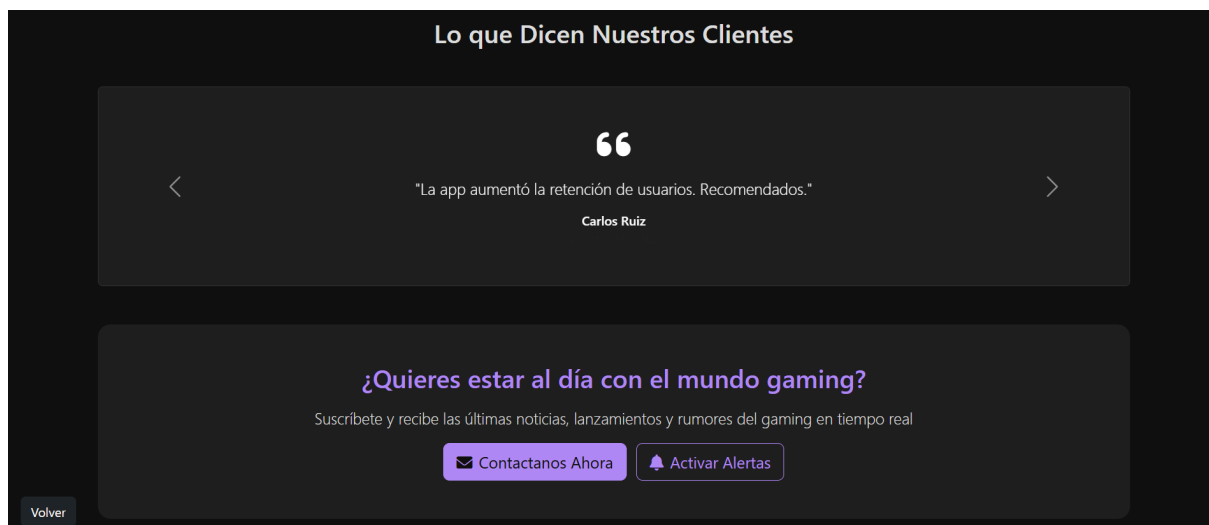 Lo que Dicen Nuestros Clientes
"La app aumentó la retención de usuarios. Recomendados."
Carlos Ruiz
¿Quieres estar al día con el mundo gaming?
Suscríbete y recibe las últimas noticias, lanzamientos y rumores del gaming en tiempo real
Contactanos Ahora Activar Alertas
Volver